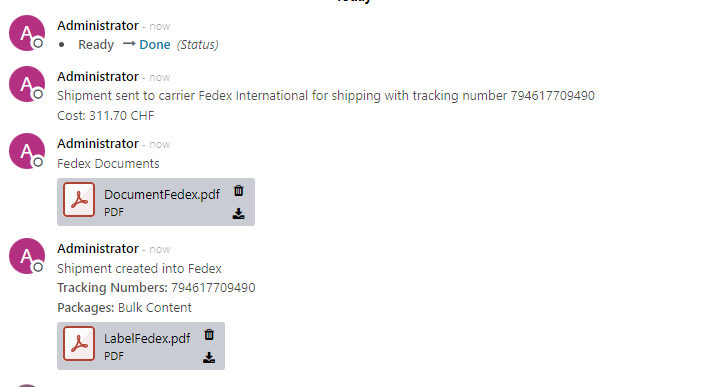 Today
A
Administrator - now
• Ready → Done (Status)
A
Administrator - now
Shipment sent to carrier Fedex International for shipping with tracking number 794617709490
Cost: 311.70 CHF
A
Administrator - now
Fedex Documents
DocumentFedex.pdf
PDF
A
Administrator - now
Shipment created into Fedex
Tracking Numbers: 794617709490
Packages: Bulk Content
LabelFedex.pdf
PDF